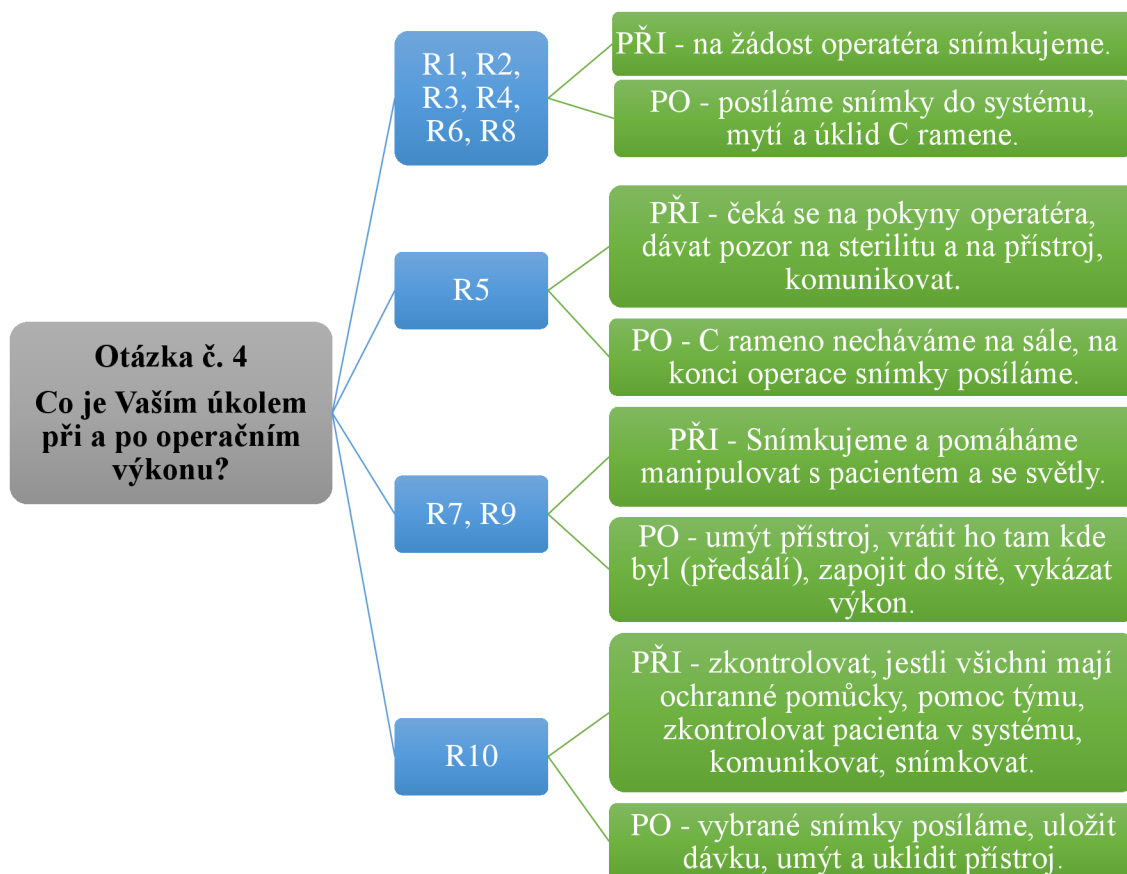 Otázka č. 4
Co je Vaším úkolem
při a po operačním
výkonu?
R1, R2,
R3, R4,
R6, R8
PŘI - na žádost operatéra snímkujeme.
PO - posíláme snímky do systému,
mytí a úklid C ramene.
R5
PŘI - čeká se na pokyny operatéra,
dávat pozor na sterilitu a na přístroj,
komunikovat.
PO - C rameno necháváme na sále, na
konci operace snímky posíláme.
R7, R9
PŘI - Snímkujeme a pomáháme
manipulovat s pacientem a se světly.
PO - umýt přístroj, vrátit ho tam kde
byl (předsálí), zapojit do sítě, vykázat
výkon.
R10
PŘI - zkontrolovat, jestli všichni mají
ochranné pomůcky, pomoc týmu,
zkontrolovat pacienta v systému,
komunikovat, snímkovat.
PO - vybrané snímky posíláme, uložit
dávku, umýt a uklidit přístroj.